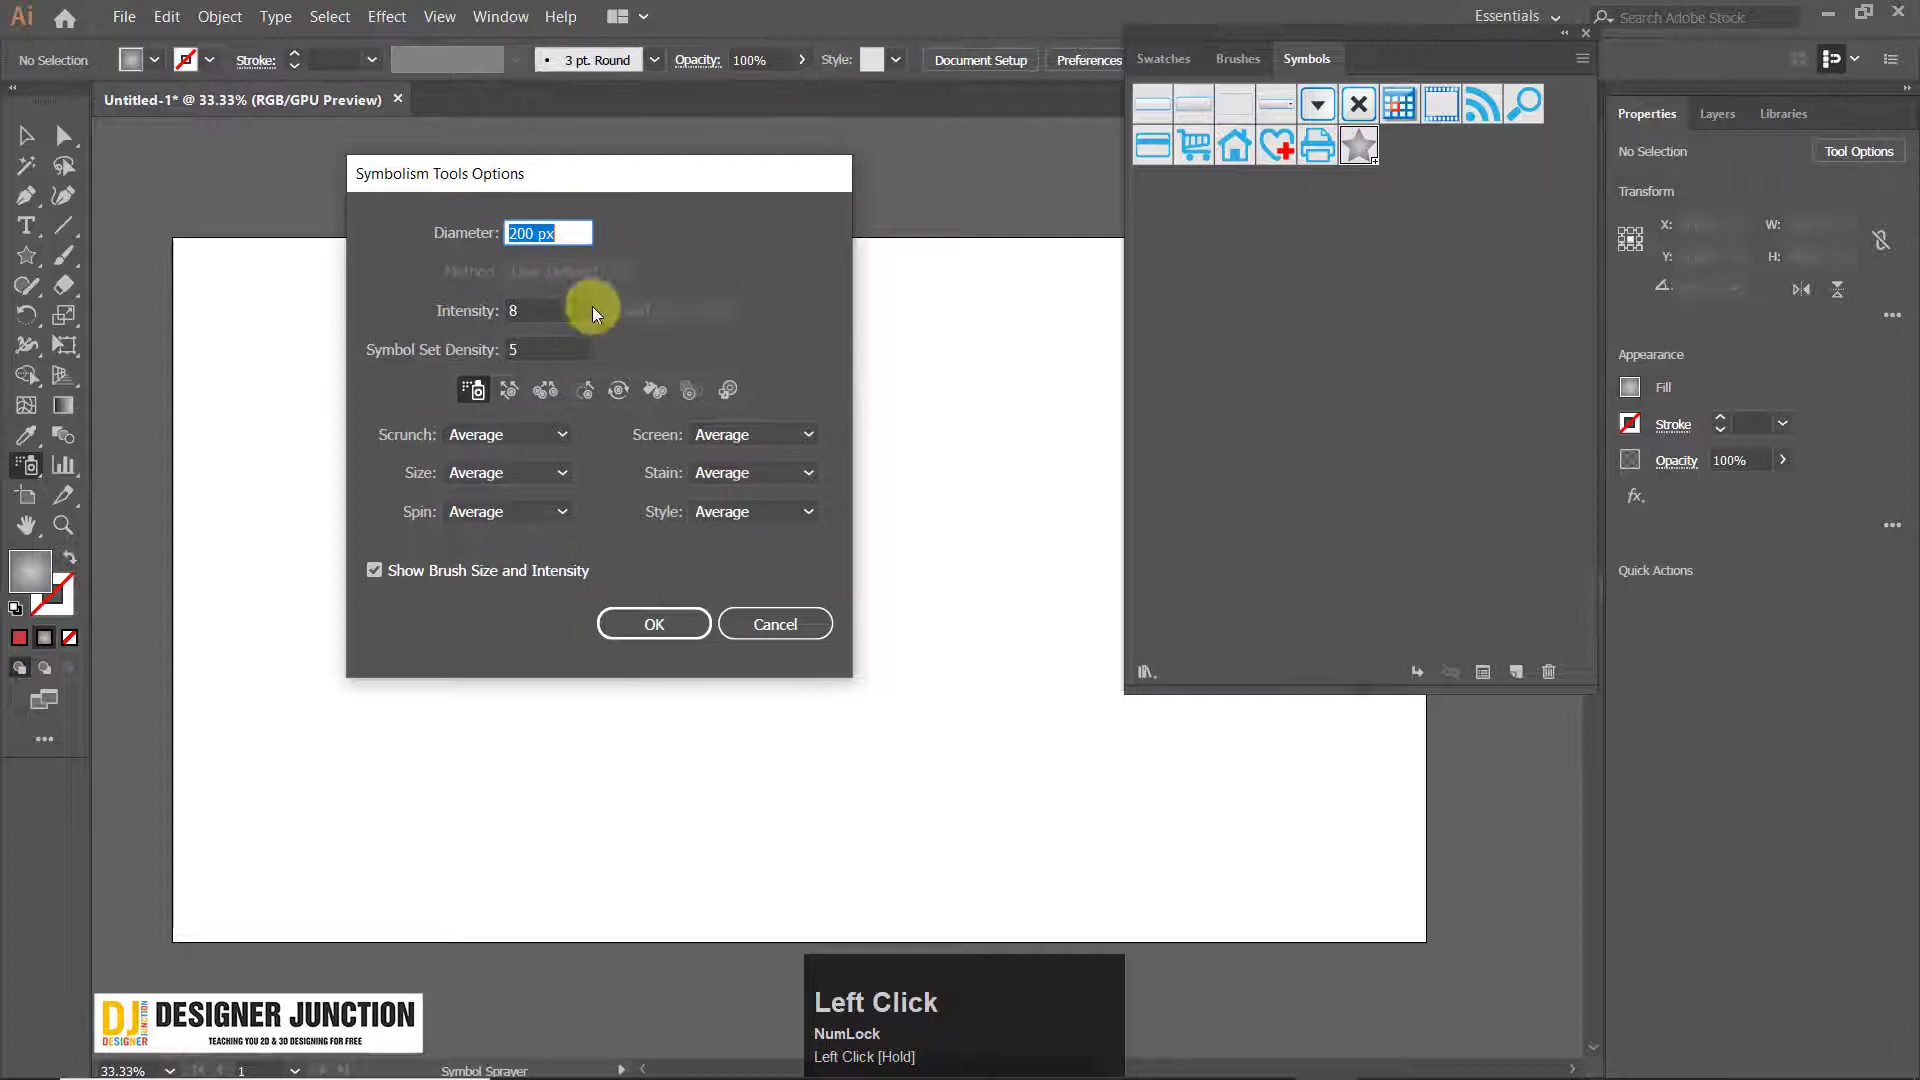 Ai File Edit Object Type Select Effect View Window Help Essentials Search Adobe Stock
No Selection Stroke: 3 pt. Round Opacity: 100% Style: Document Setup Preferences
Untitled-1* @ 33.33% (RGB/GPU Preview)
Swatches Brushes Symbols
Properties Layers Libraries
No Selection Tool Options
Transform
X: W:
Y: H:
Appearance
Fill
Stroke
Opacity 100%
fx.
Quick Actions
Symbolism Tools Options
Diameter: 200 px
Method: User Defined
Intensity: 8
Symbol Set Density: 5
Scrunch: Average Screen: Average
Size: Average Stain: Average
Spin: Average Style: Average
Show Brush Size and Intensity
OK Cancel
DJ DESIGNER JUNCTION
DESIGNER
JUNCTION
TEACHING YOU 2D & 3D DESIGNING FOR FREE
Left Click
NumLock
Left Click [Hold]
33.33% 1 Symbol Sprayer